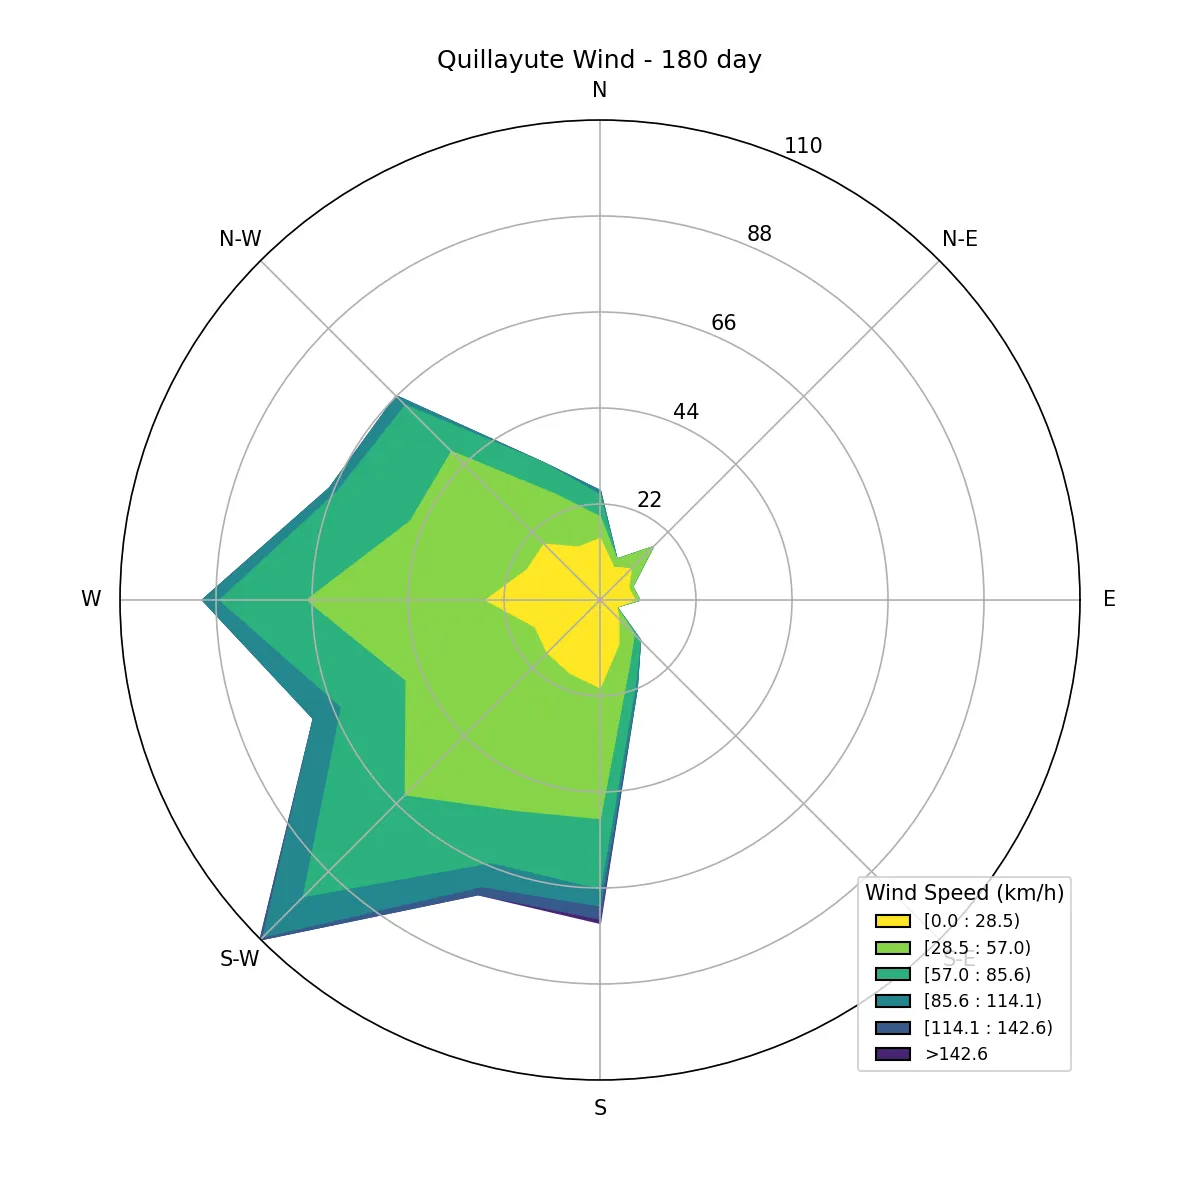 Quillayute Wind - 180 day
N
110
88
N-W
N-E
66
44
22
W
E
Wind Speed (km/h)
[0.0 : 28.5)
[28.5 : 57.0)
S-W
S-E
[57.0 : 85.6)
[85.6 : 114.1)
[114.1 : 142.6)
>142.6
S